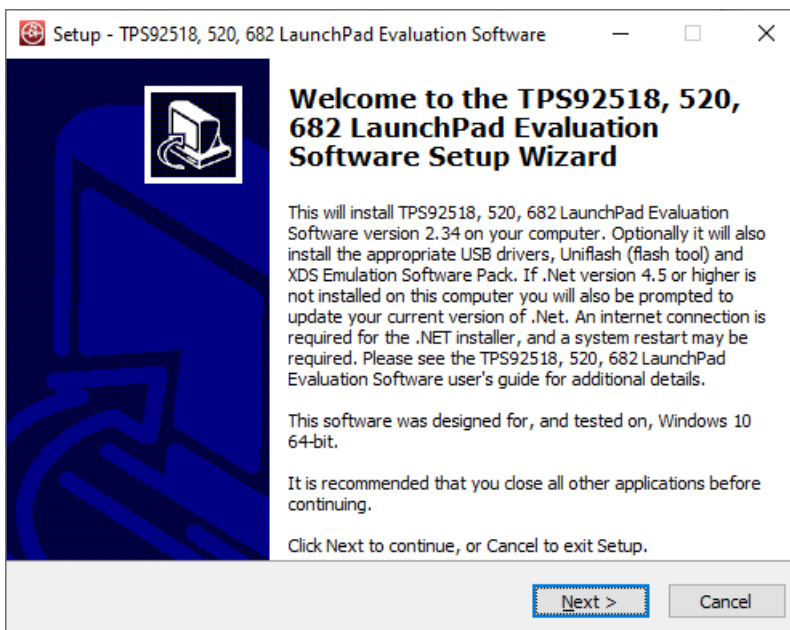 Setup - TPS92518, 520, 682 LaunchPad Evaluation Software
Welcome to the TPS92518, 520,
682 LaunchPad Evaluation
Software Setup Wizard
This will install TPS92518, 520, 682 LaunchPad Evaluation
Software version 2.34 on your computer. Optionally it will also
install the appropriate USB drivers, Uniflash (flash tool) and
XDS Emulation Software Pack. If .Net version 4.5 or higher is
not installed on this computer you will also be prompted to
update your current version of .Net. An internet connection is
required for the .NET installer, and a system restart may be
required. Please see the TPS92518, 520, 682 LaunchPad
Evaluation Software user's guide for additional details.
This software was designed for, and tested on, Windows 10
64-bit.
It is recommended that you close all other applications before
continuing.
Click Next to continue, or Cancel to exit Setup.
Next >
Cancel